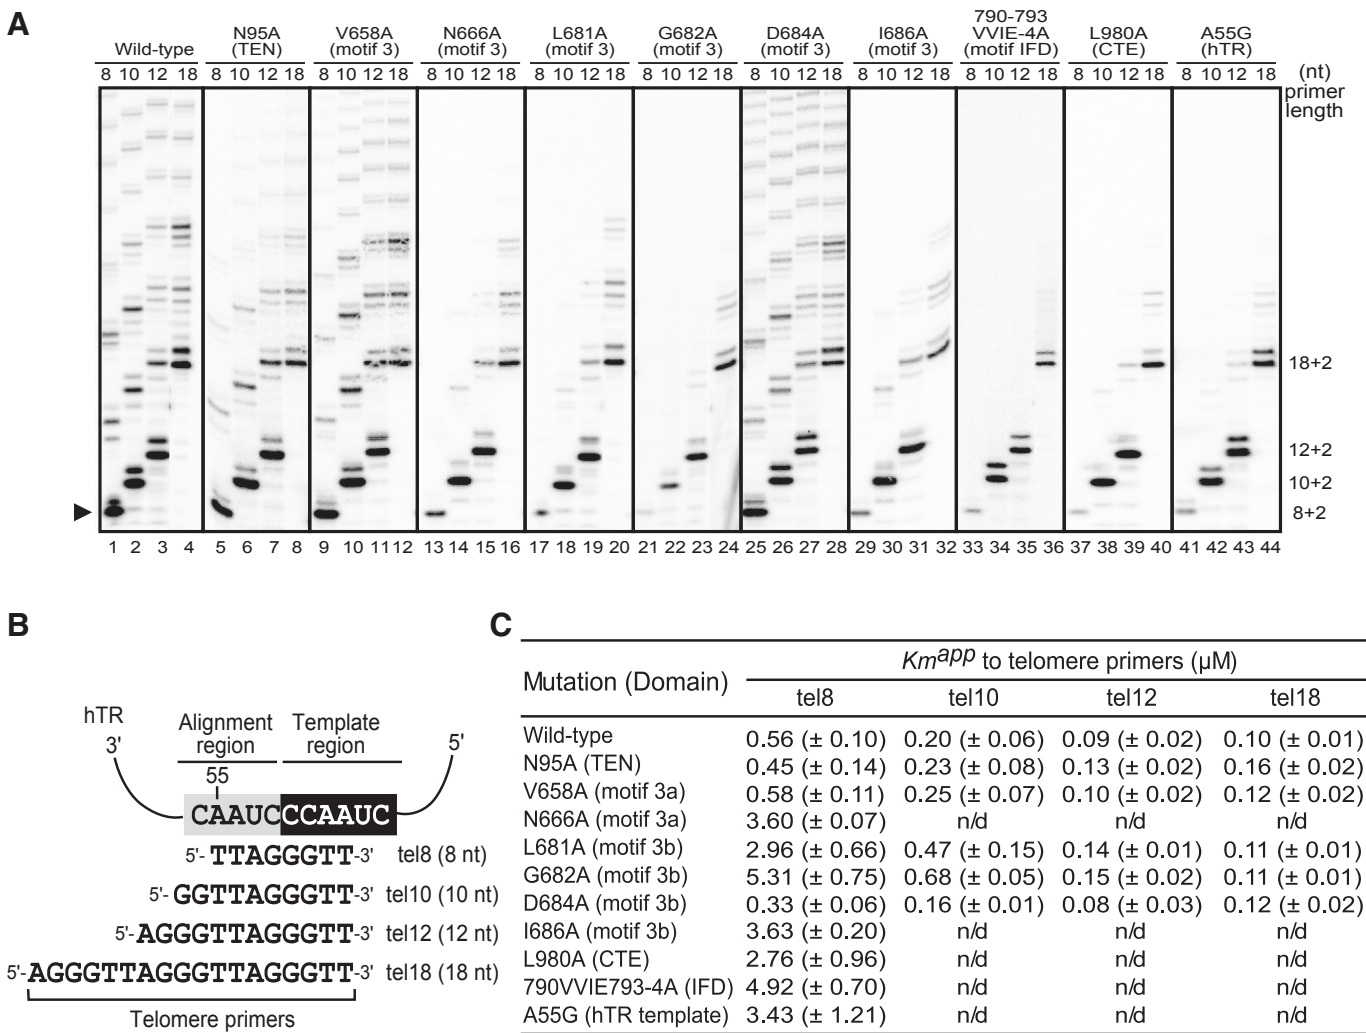 A
Wild-type
N95A
(TEN)
V658A
(motif 3)
N666A
(motif 3)
L681A
(motif 3)
G682A
(motif 3)
D684A
(motif 3)
I686A
(motif 3)
790-793
VVIE-4A
(motif IFD)
L980A
(CTE)
A55G
(hTR)
8 10 12 18 8 10 12 18 8 10 12 18 8 10 12 18 8 10 12 18 8 10 12 18 8 10 12 18 8 10 12 18 8 10 12 18 8 10 12 18 8 10 12 18 (nt)
primer
length
18+2
12+2
10+2
8+2
1 2 3 4 5 6 7 8 9 10 11 12 13 14 15 16 17 18 19 20 21 22 23 24 25 26 27 28 29 30 31 32 33 34 35 36 37 38 39 40 41 42 43 44
B
hTR
3'
Alignment
region
Template
region
5'
55
CAAUCCCAAUC
5'- TTAGGGTT-3' tel8 (8 nt)
5'- GGTTAGGGTT-3' tel10 (10 nt)
5'-AGGGTTAGGGTT-3' tel12 (12 nt)
5'-AGGGTTAGGGTTAGGGTT-3' tel18 (18 nt)
Telomere primers
C
Mutation (Domain) Km^app to telomere primers (µM)
tel8 tel10 tel12 tel18
Wild-type 0.56 (± 0.10) 0.20 (± 0.06) 0.09 (± 0.02) 0.10 (± 0.01)
N95A (TEN) 0.45 (± 0.14) 0.23 (± 0.08) 0.13 (± 0.02) 0.16 (± 0.02)
V658A (motif 3a) 0.58 (± 0.11) 0.25 (± 0.07) 0.10 (± 0.02) 0.12 (± 0.02)
N666A (motif 3a) 3.60 (± 0.07) n/d n/d n/d
L681A (motif 3b) 2.96 (± 0.66) 0.47 (± 0.15) 0.14 (± 0.01) 0.11 (± 0.01)
G682A (motif 3b) 5.31 (± 0.75) 0.68 (± 0.05) 0.15 (± 0.02) 0.11 (± 0.01)
D684A (motif 3b) 0.33 (± 0.06) 0.16 (± 0.01) 0.08 (± 0.03) 0.12 (± 0.02)
I686A (motif 3b) 3.63 (± 0.20) n/d n/d n/d
L980A (CTE) 2.76 (± 0.96) n/d n/d n/d
790VVIE793-4A (IFD) 4.92 (± 0.70) n/d n/d n/d
A55G (hTR template) 3.43 (± 1.21) n/d n/d n/d